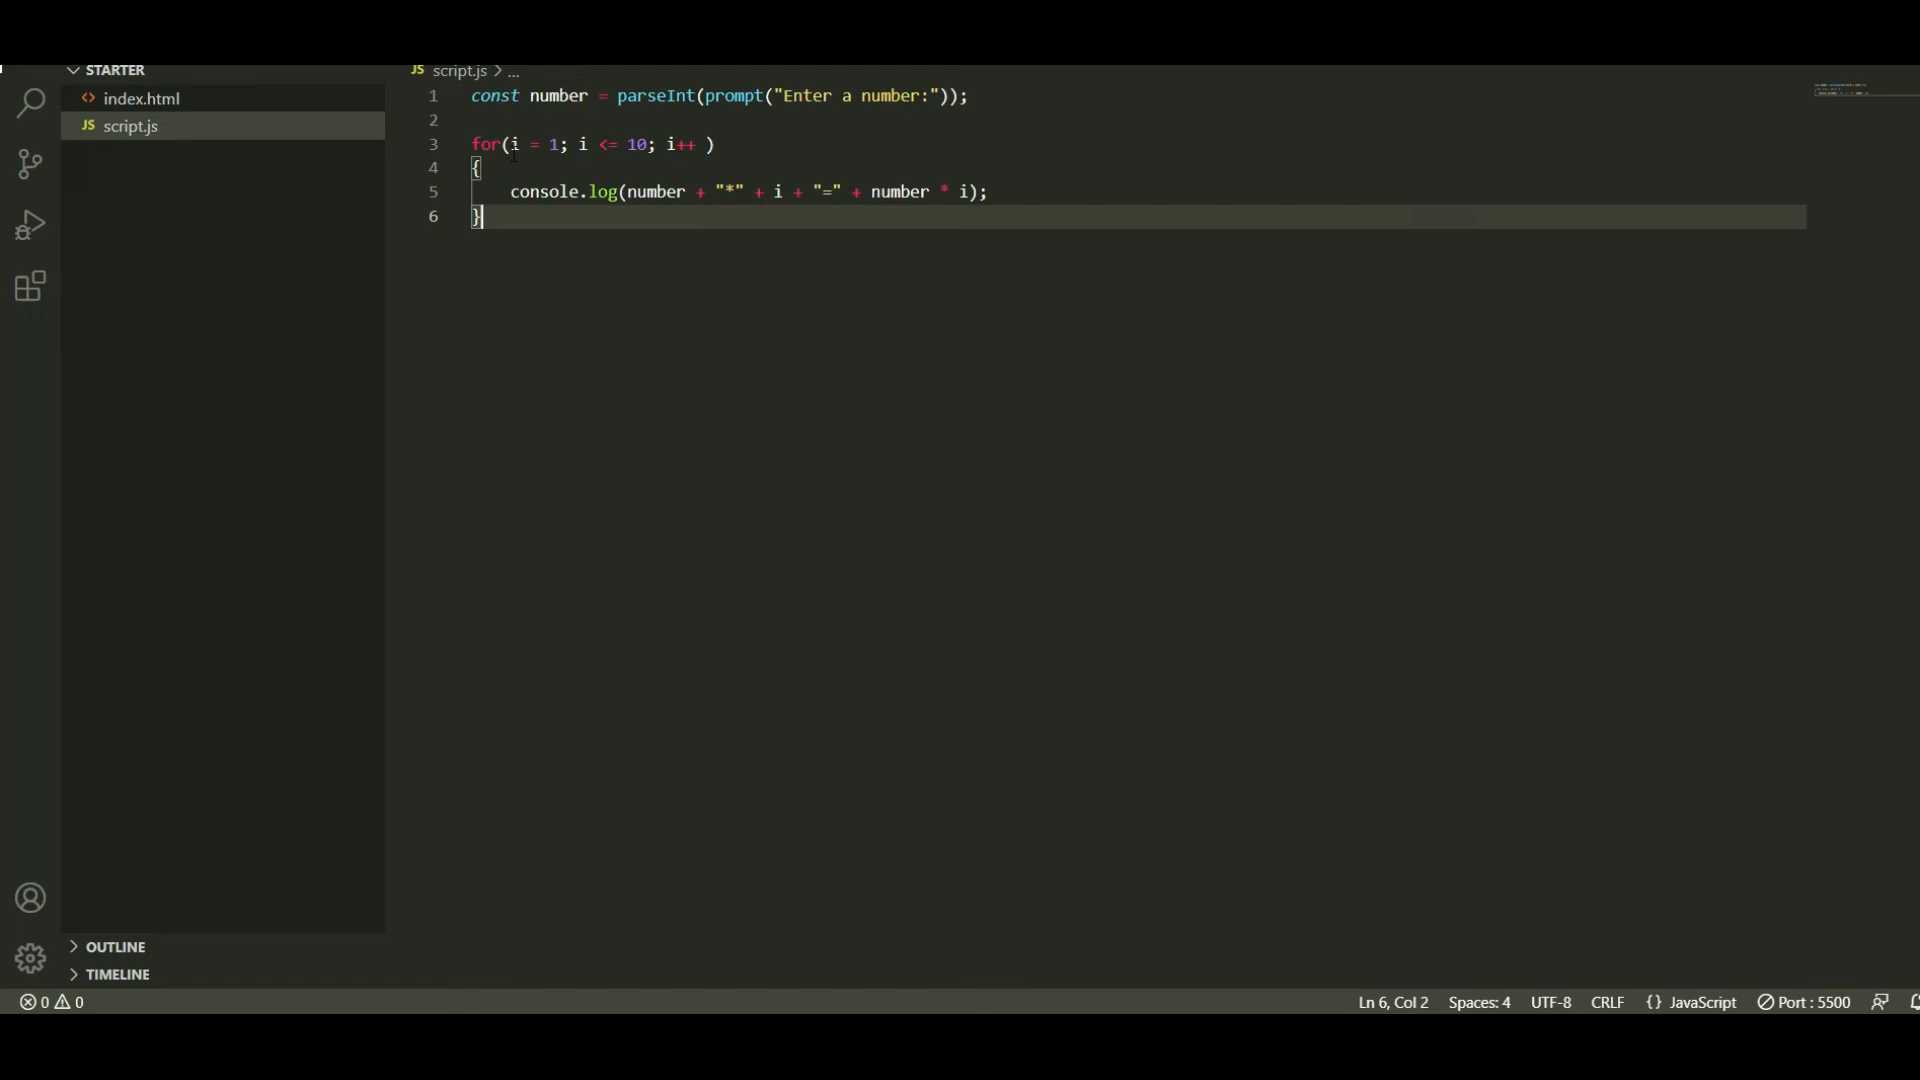 STARTER
index.html
JS script.js
JS script.js > ...
1 const number = parseInt(prompt("Enter a number:"));
2
3 for(i = 1; i <= 10; i++ )
4 {
5     console.log(number + "*" + i + "=" + number * i);
6 }
OUTLINE
TIMELINE
0 0
Ln 6, Col 2 Spaces: 4 UTF-8 CRLF {} JavaScript Port : 5500